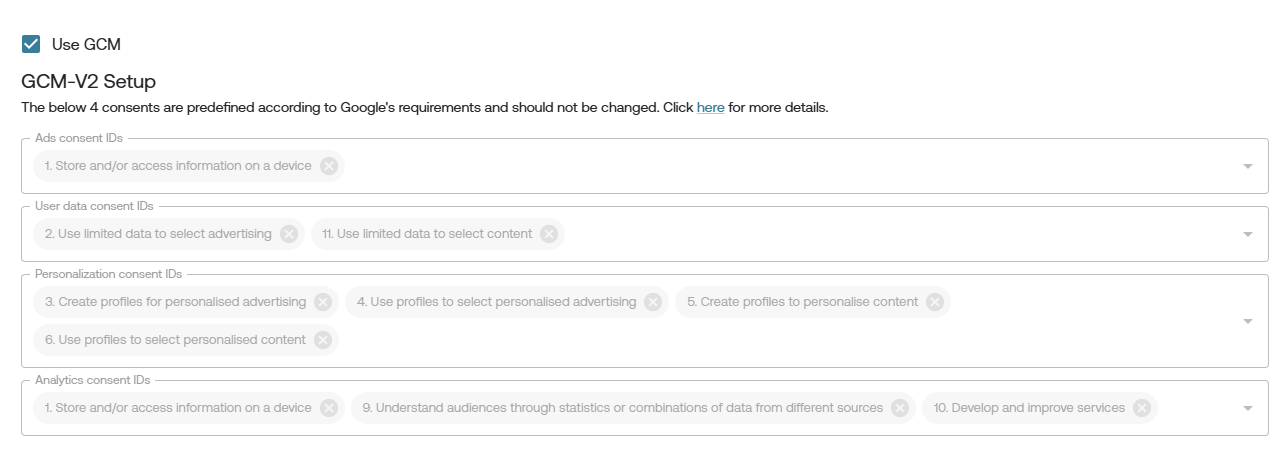 Use GCM
GCM-V2 Setup
The below 4 consents are predefined according to Google's requirements and should not be changed. Click here for more details.
Ads consent IDs
1. Store and/or access information on a device
User data consent IDs
2. Use limited data to select advertising 11. Use limited data to select content
Personalization consent IDs
3. Create profiles for personalised advertising 4. Use profiles to select personalised advertising 5. Create profiles to personalise content
6. Use profiles to select personalised content
Analytics consent IDs
1. Store and/or access information on a device 9. Understand audiences through statistics or combinations of data from different sources 10. Develop and improve services